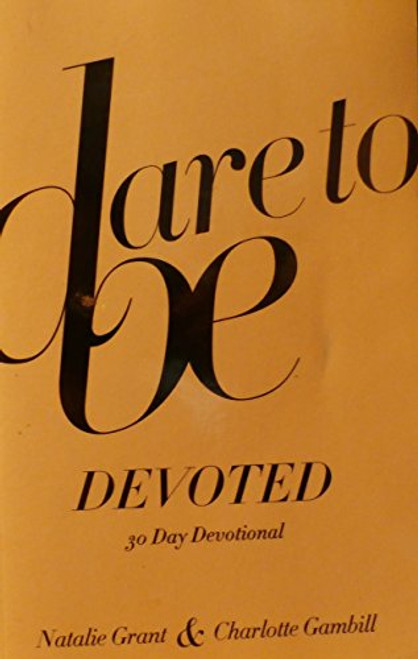 dare to
be
DEVOTED
30 Day Devotional
Natalie Grant & Charlotte Gambill